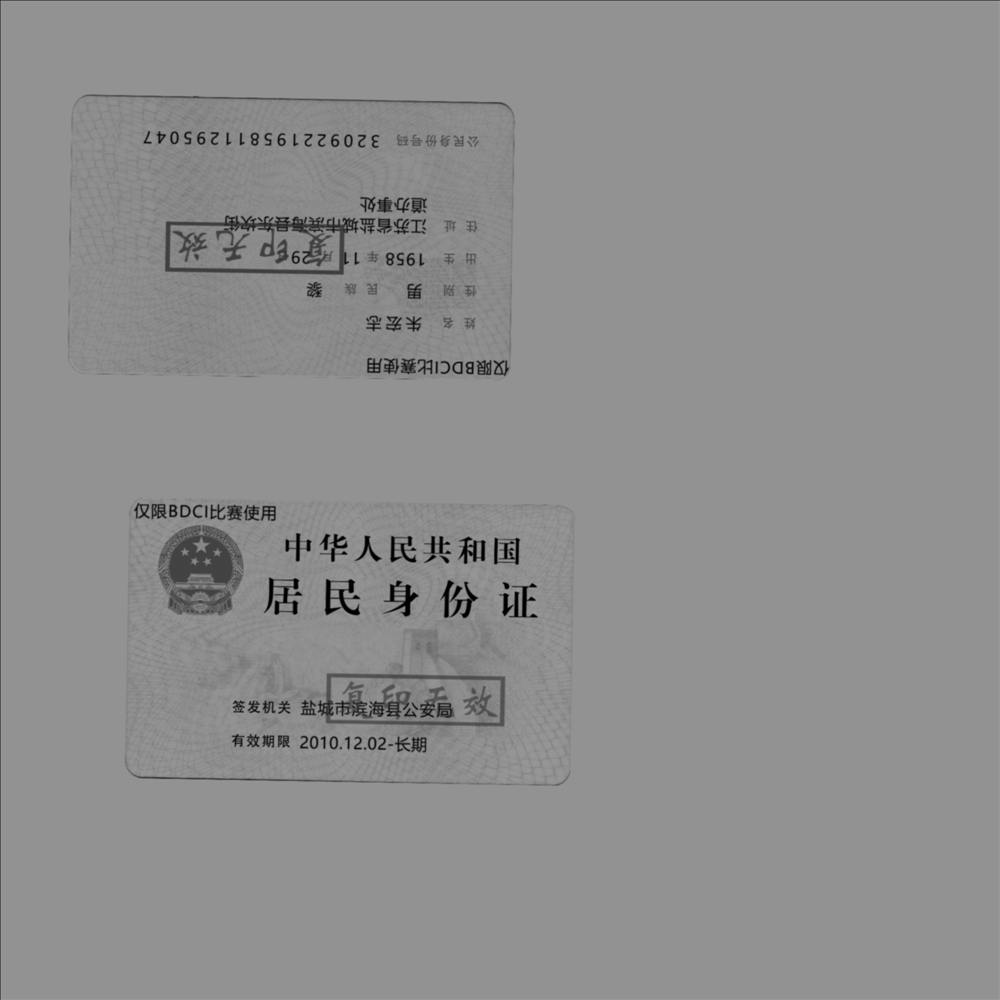 仅限BDCI比赛使用
姓名 朱宏志
性别 男 民族 黎
出生 1958 年 11 月 29
住址 江苏省盐城市滨海县东坎街
道办事处
复印无效
公民身份号码 320922195811295047
仅限BDCI比赛使用
中华人民共和国
居民身份证
复印无效
签发机关 盐城市滨海县公安局
有效期限 2010.12.02-长期